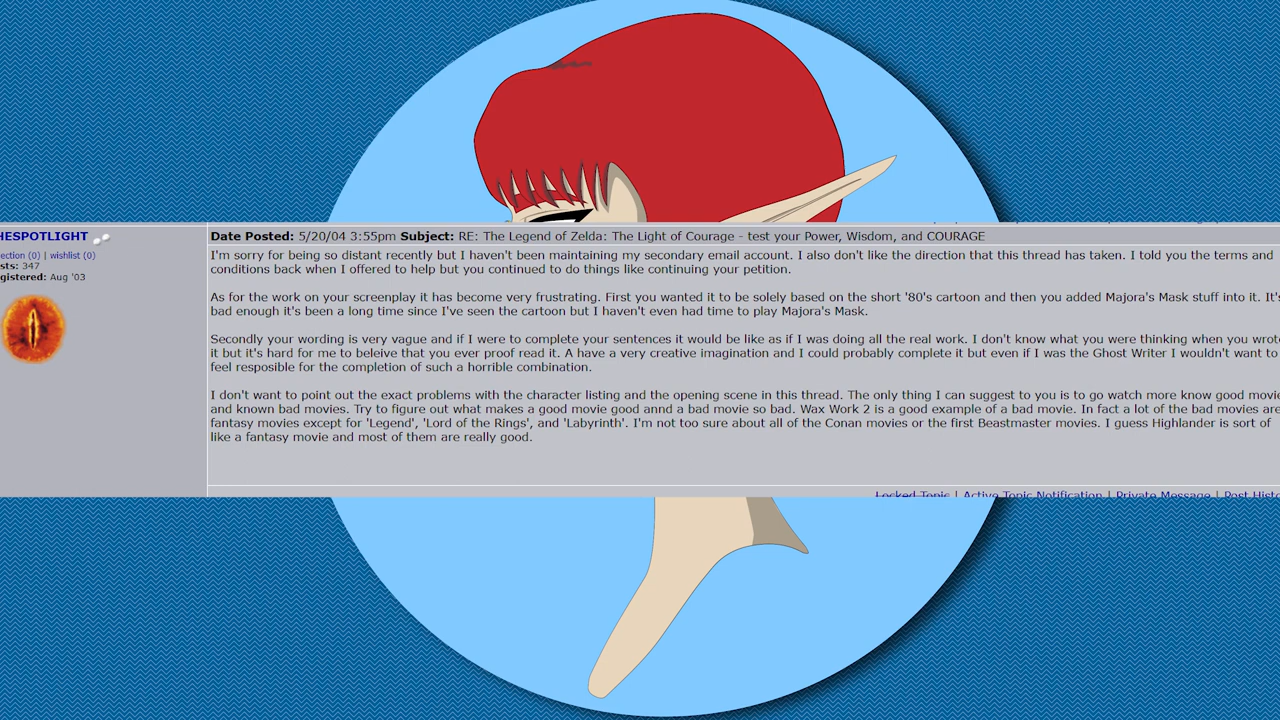 HESPOTLIGHT
ection (0) | wishlist (0)
sts: 347
gistered: Aug '03
Date Posted: 5/20/04 3:55pm Subject: RE: The Legend of Zelda: The Light of Courage - test your Power, Wisdom, and COURAGE
I'm sorry for being so distant recently but I haven't been maintaining my secondary email account. I also don't like the direction that this thread has taken. I told you the terms and
conditions back when I offered to help but you continued to do things like continuing your petition.
As for the work on your screenplay it has become very frustrating. First you wanted it to be solely based on the short '80's cartoon and then you added Majora's Mask stuff into it. It's
bad enough it's been a long time since I've seen the cartoon but I haven't even had time to play Majora's Mask.
Secondly your wording is very vague and if I were to complete your sentences it would be like as if I was doing all the real work. I don't know what you were thinking when you wrote
it but it's hard for me to beleive that you ever proof read it. A have a very creative imagination and I could probably complete it but even if I was the Ghost Writer I wouldn't want to
feel resposible for the completion of such a horrible combination.
I don't want to point out the exact problems with the character listing and the opening scene in this thread. The only thing I can suggest to you is to go watch more know good movie
and known bad movies. Try to figure out what makes a good movie good annd a bad movie so bad. Wax Work 2 is a good example of a bad movie. In fact a lot of the bad movies are
fantasy movies except for 'Legend', 'Lord of the Rings', and 'Labyrinth'. I'm not too sure about all of the Conan movies or the first Beastmaster movies. I guess Highlander is sort of
like a fantasy movie and most of them are really good.
Locked Topic | Active Topic Notification | Private Message | Post Histo